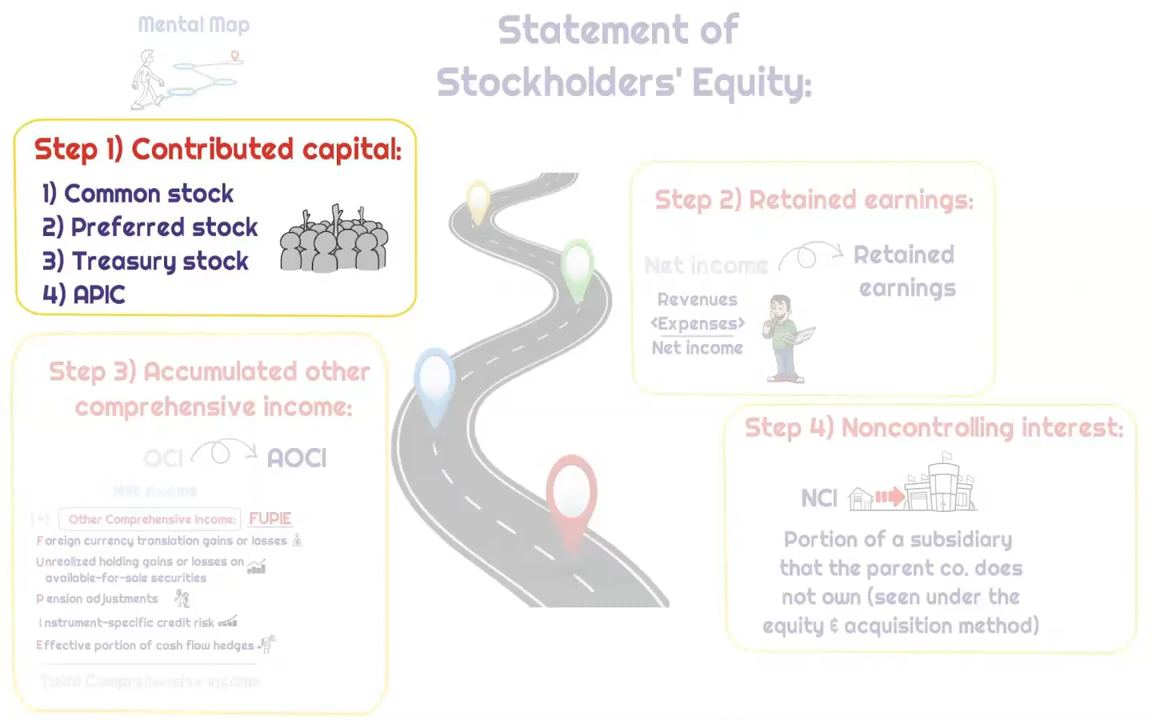 Mental Map
Statement of
Stockholders' Equity:
Step 1) Contributed capital:
1) Common stock
2) Preferred stock
3) Treasury stock
4) APIC
Step 2) Retained earnings:
Net income
Retained
earnings
Revenues
<Expenses>
Net income
Step 3) Accumulated other
comprehensive income:
OCI
AOCI
Net income
(+) Other Comprehensive Income: FUPIE
Foreign currency translation gains or losses
Unrealized holding gains or losses on
available-for-sale securities
Pension adjustments
Instrument-specific credit risk
Effective portion of cash flow hedges
Total Comprehensive Income
Step 4) Noncontrolling interest:
NCI
Portion of a subsidiary
that the parent co. does
not own (seen under the
equity & acquisition method)